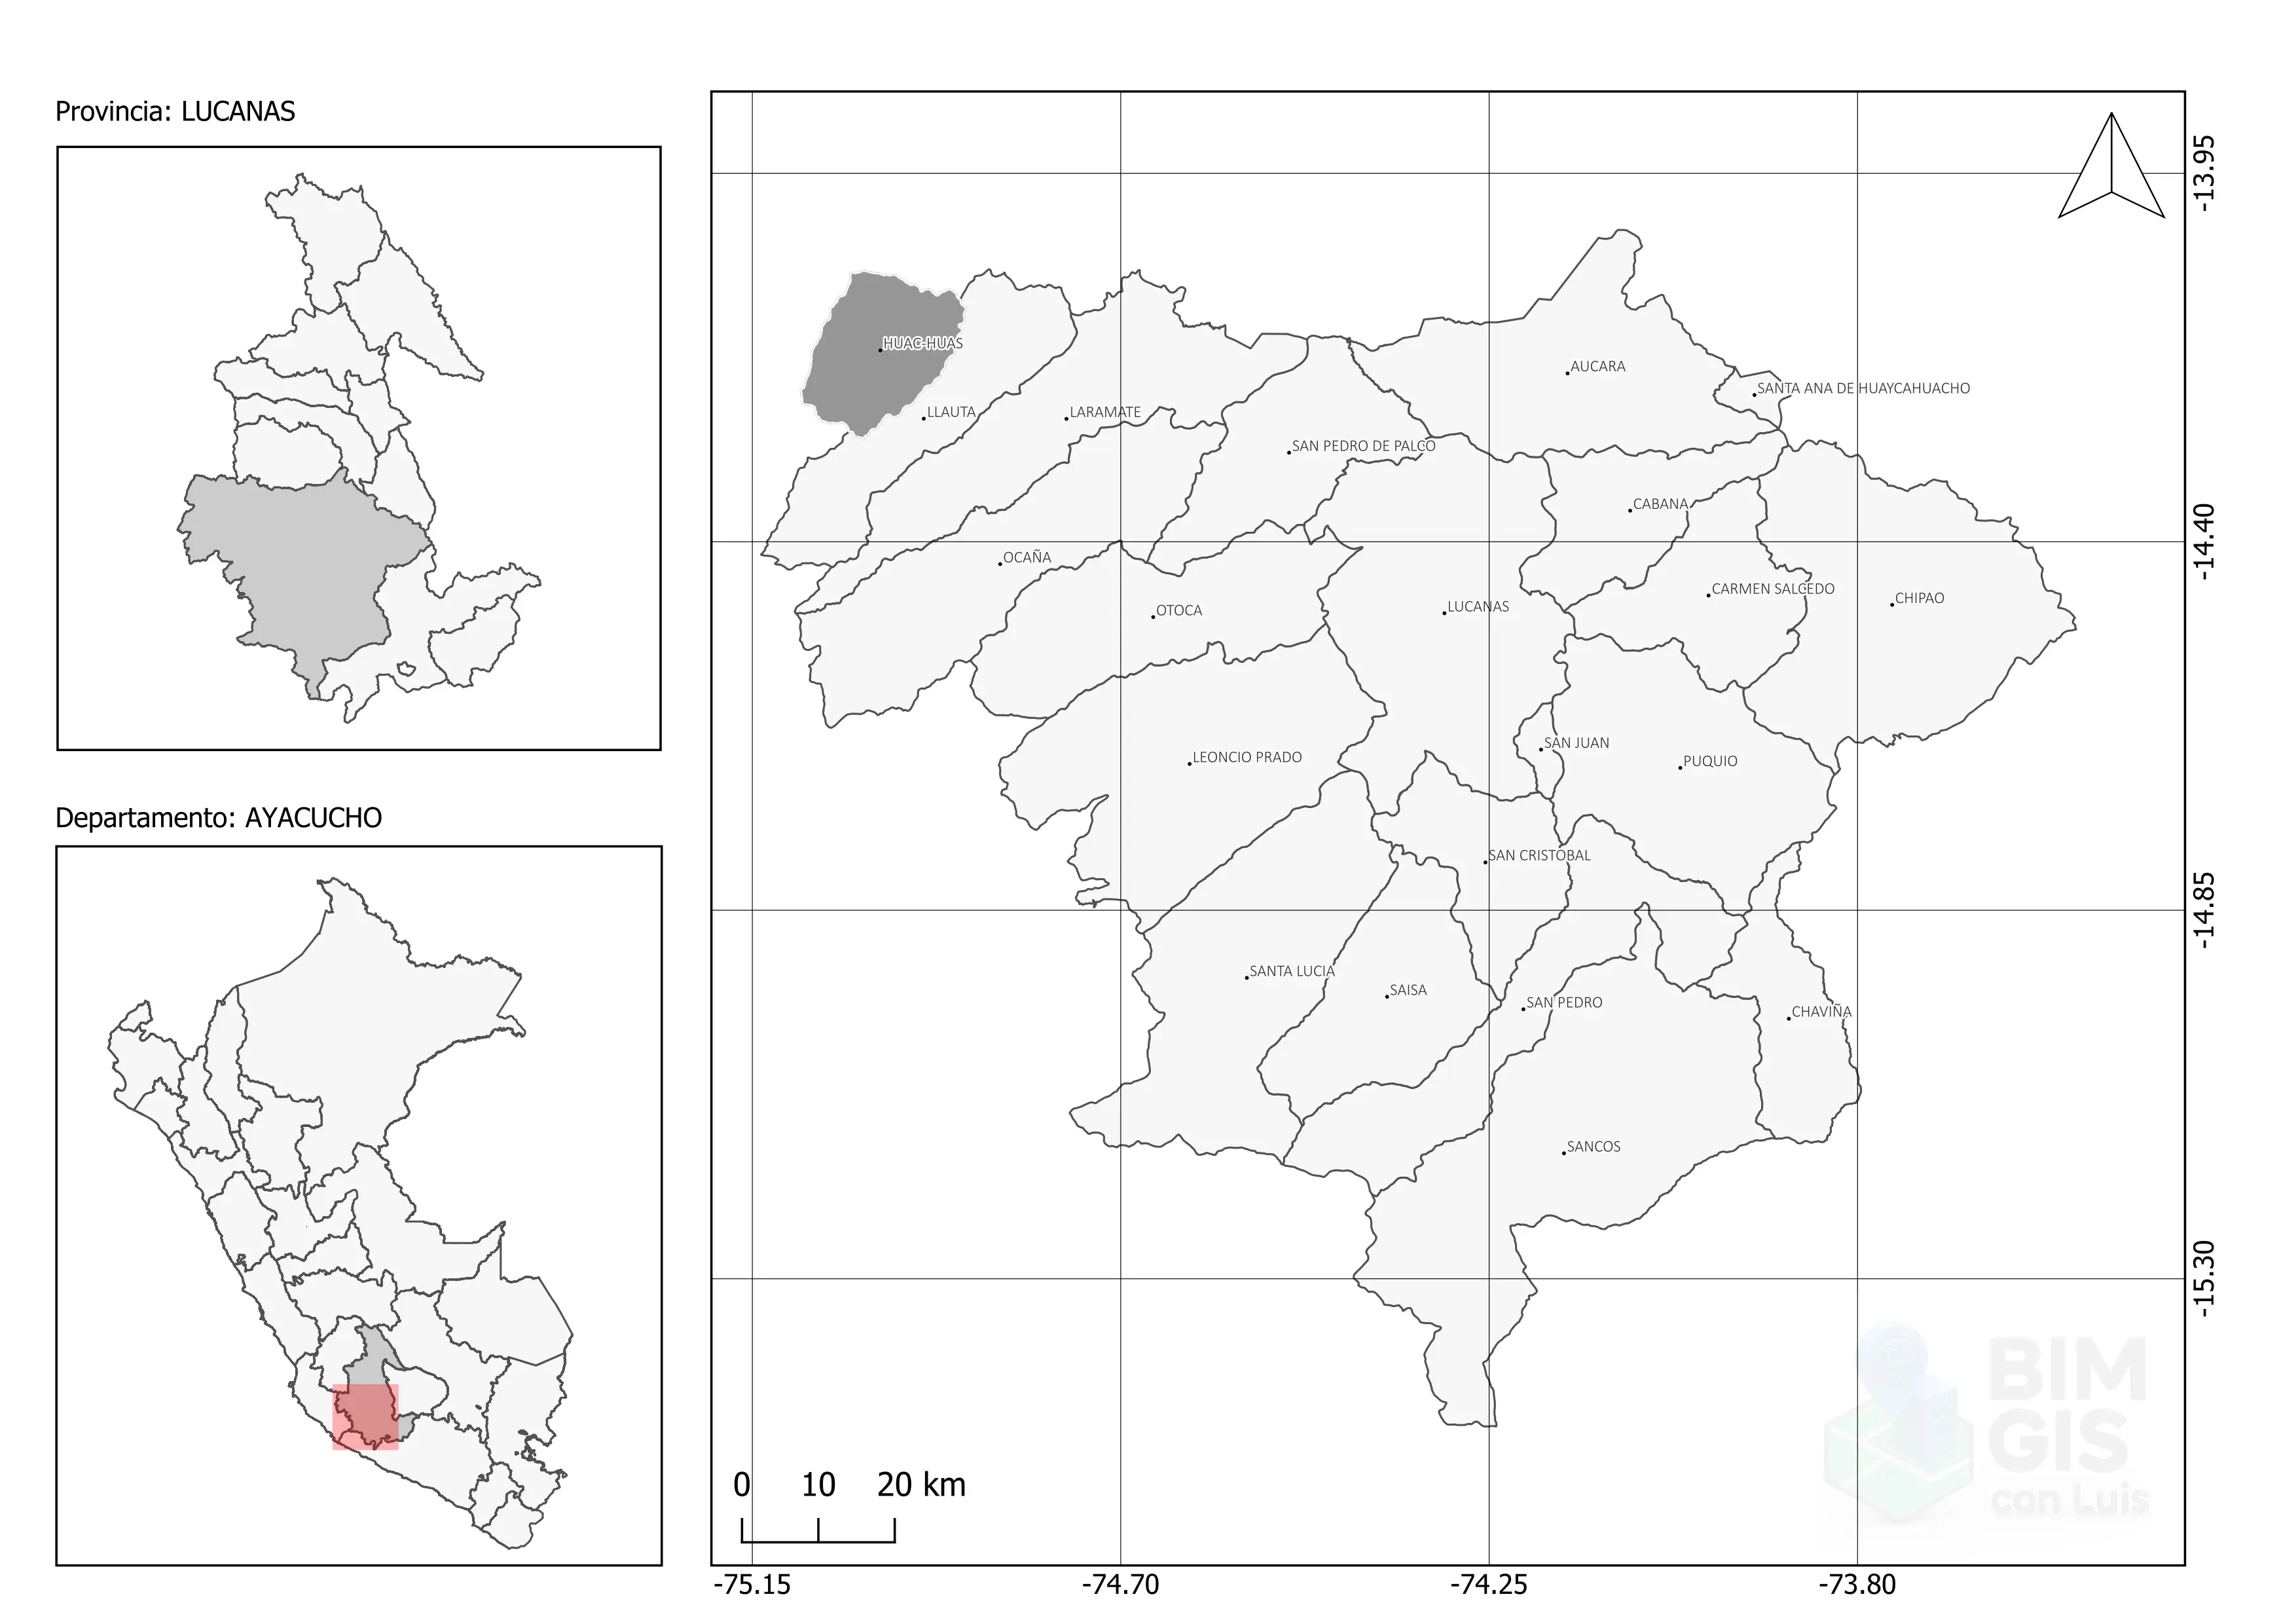 Provincia: LUCANAS
Departamento: AYACUCHO
HUAC-HUAS
AUCARA
SANTA ANA DE HUAYCAHUACHO
LLAUTA
LARAMATE
SAN PEDRO DE PALCO
CABANA
OCAÑA
CARMEN SALCEDO
CHIPAO
OTOCA
LUCANAS
SAN JUAN
LEONCIO PRADO
PUQUIO
SAN CRISTOBAL
SANTA LUCIA
SAISA
SAN PEDRO
CHAVIÑA
SANCOS
-13.95
-14.40
-14.85
-15.30
BIM
GIS
con Luis
0 10 20 km
-75.15 -74.70 -74.25 -73.80